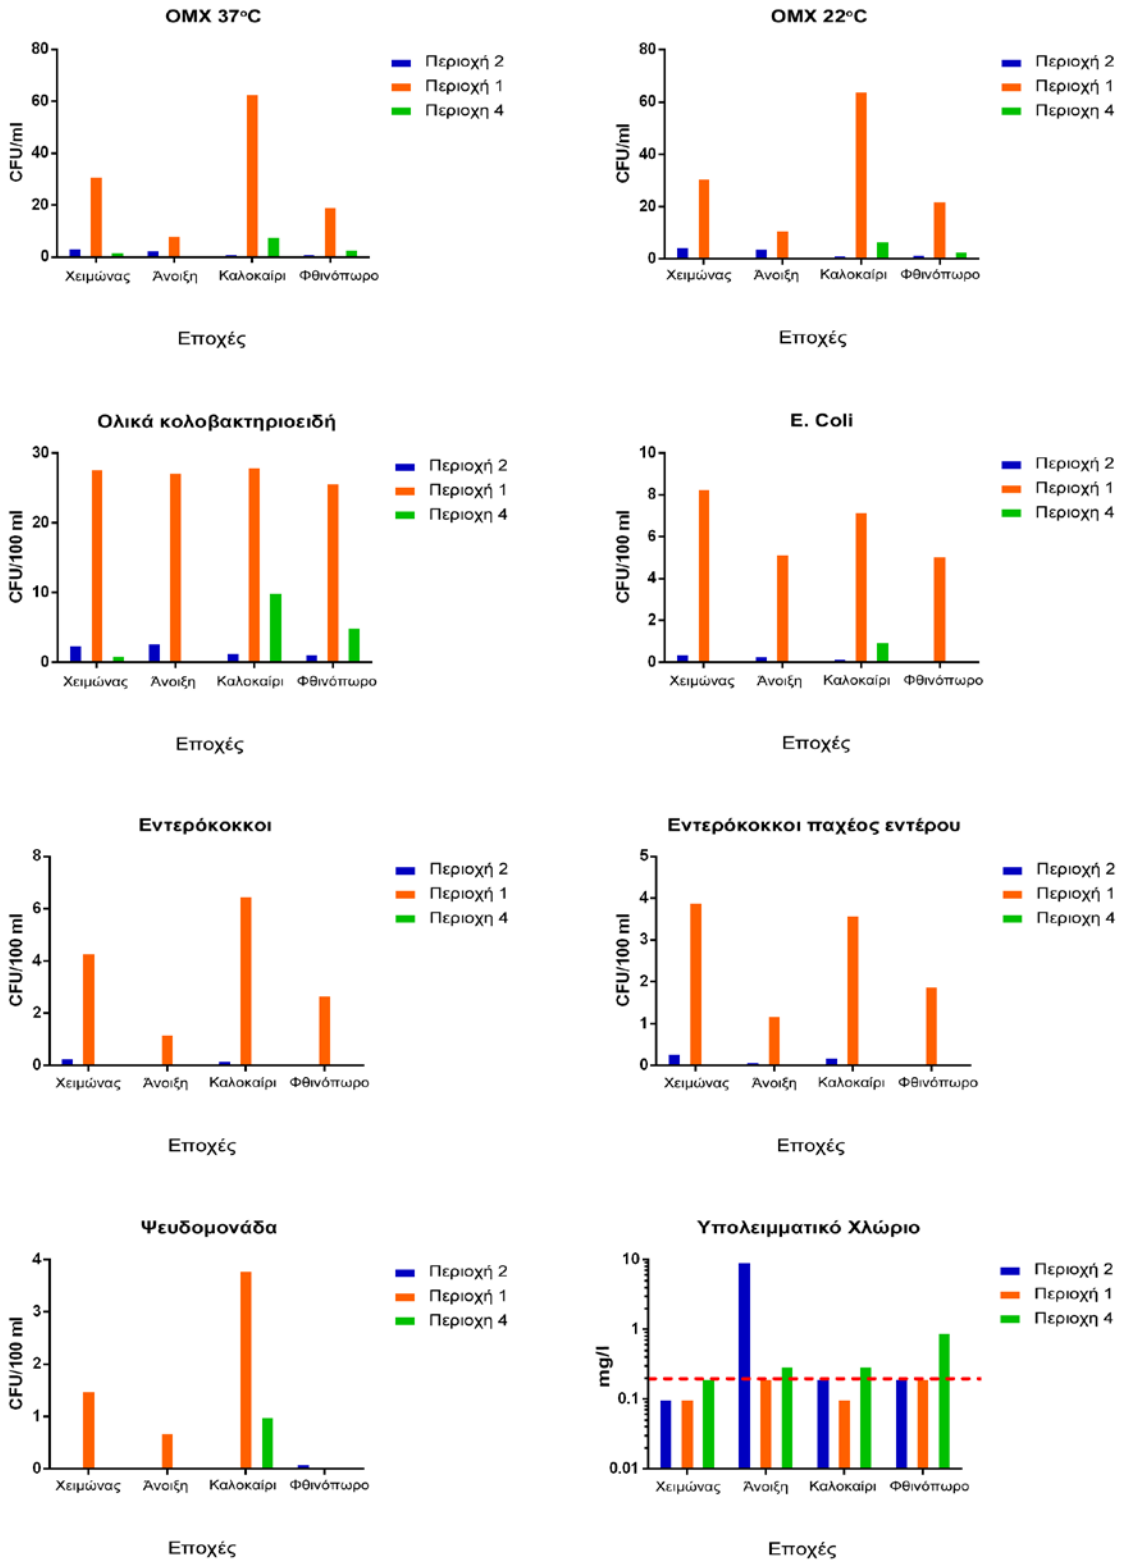 ΟΜΧ 37°C
CFU/ml
80
60
40
20
0
Χειμώνας Άνοιξη Καλοκαίρι Φθινόπωρο
Εποχές
Περιοχή 2
Περιοχή 1
Περιοχη 4
ΟΜΧ 22°C
CFU/ml
80
60
40
20
0
Χειμώνας Άνοιξη Καλοκαίρι Φθινόπωρο
Εποχές
Περιοχή 2
Περιοχή 1
Περιοχη 4
Ολικά κολοβακτηριοειδή
CFU/100 ml
30
20
10
0
Χειμώνας Άνοιξη Καλοκαίρι Φθινόπωρο
Εποχές
Περιοχή 2
Περιοχή 1
Περιοχη 4
E. Coli
CFU/100 ml
10
8
6
4
2
0
Χειμώνας Άνοιξη Καλοκαίρι Φθινόπωρο
Εποχές
Περιοχή 2
Περιοχή 1
Περιοχη 4
Εντερόκοκκοι
CFU/100 ml
8
6
4
2
0
Χειμώνας Άνοιξη Καλοκαίρι Φθινόπωρο
Εποχές
Περιοχή 2
Περιοχή 1
Περιοχη 4
Εντερόκοκκοι παχέος εντέρου
CFU/100 ml
5
4
3
2
1
0
Χειμώνας Άνοιξη Καλοκαίρι Φθινόπωρο
Εποχές
Περιοχή 2
Περιοχή 1
Περιοχη 4
Ψευδομονάδα
CFU/100 ml
4
3
2
1
0
Χειμώνας Άνοιξη Καλοκαίρι Φθινόπωρο
Εποχές
Περιοχή 2
Περιοχή 1
Περιοχη 4
Υπολειμματικό Χλώριο
mg/l
10
1
0.1
0.01
Χειμώνας Άνοιξη Καλοκαίρι Φθινόπωρο
Εποχές
Περιοχή 2
Περιοχή 1
Περιοχη 4